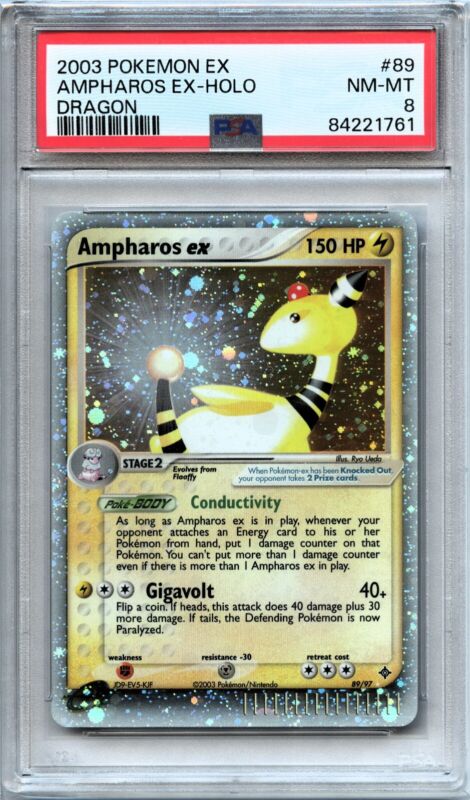 2003 POKEMON EX #89
AMPHAROS EX-HOLO NM-MT
DRAGON 8
PSA 84221761
Ampharos ex 150 HP
Illus. Ryo Ueda
STAGE 2
Evolves from
Flaaffy
When Pokémon-ex has been Knocked Out,
your opponent takes 2 Prize cards.
Poké-BODY Conductivity
As long as Ampharos ex is in play, whenever your
opponent attaches an Energy card to his or her
Pokémon from hand, put 1 damage counter on that
Pokémon. You can't put more than 1 damage counter
even if there is more than 1 Ampharos ex in play.
Gigavolt 40+
Flip a coin. If heads, this attack does 40 damage plus 30
more damage. If tails, the Defending Pokémon is now
Paralyzed.
weakness resistance -30 retreat cost
JD9-EV5-KJF ©2003 Pokémon/Nintendo 89/97